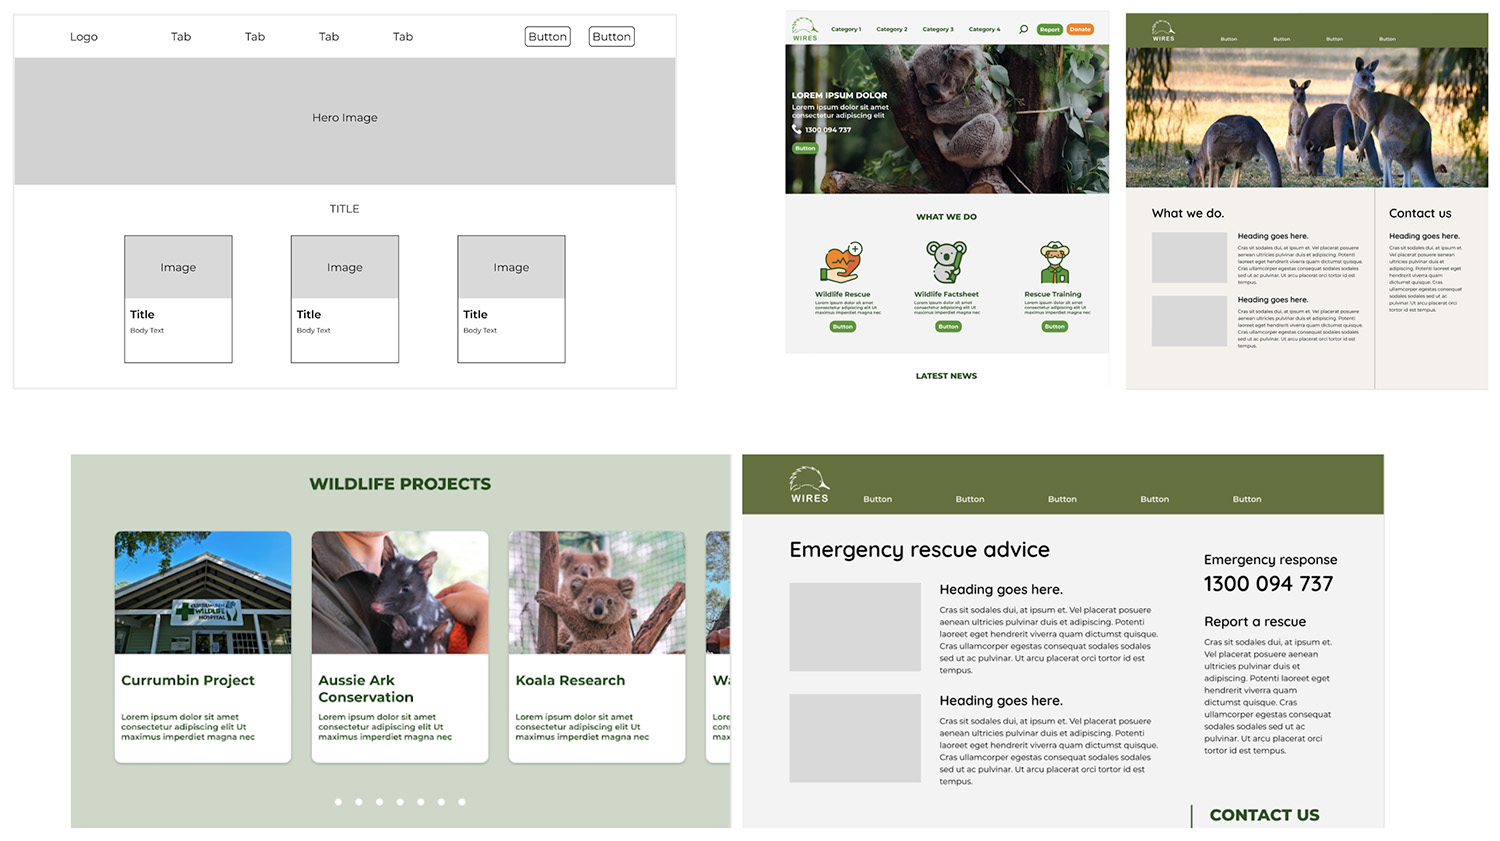 Logo Tab Tab Tab Tab Button Button
Hero Image
TITLE
Image Image Image
Title Title Title
Body Text Body Text Body Text
WIRES Category 1 Category 2 Category 3 Category 4 Report Donate
LOREM IPSUM DOLOR
Lorem ipsum dolor sit amet
consectetur adipiscing elit
1300 094 737
Button
WHAT WE DO
Wildlife Rescue
Lorem ipsum dolor sit amet
consectetur adipiscing elit Ut
maximus imperdiet magna nec
Button
Wildlife Factsheet
Lorem ipsum dolor sit amet
consectetur adipiscing elit Ut
maximus imperdiet magna nec
Button
Rescue Training
Lorem ipsum dolor sit amet
consectetur adipiscing elit Ut
maximus imperdiet magna nec
Button
LATEST NEWS
WIRES Button Button Button Button
What we do.
Heading goes here.
Cras sit sodales dui, at ipsum et. Vel placerat posuere
aenean ultricies pulvinar duis et adipiscing. Potenti
laoreet eget hendrerit viverra quam dictumst quisque.
Cras ullamcorper egestas consequat sodales sodales
sed ut ac pulvinar. Ut arcu placerat orci tortor id est
tempus.
Heading goes here.
Cras sit sodales dui, at ipsum et. Vel placerat posuere
aenean ultricies pulvinar duis et adipiscing. Potenti
laoreet eget hendrerit viverra quam dictumst quisque.
Cras ullamcorper egestas consequat sodales sodales
sed ut ac pulvinar. Ut arcu placerat orci tortor id est
tempus.
Contact us
Heading goes here.
Cras sit sodales dui, at ipsum et.
Vel placerat posuere aenean
ultricies pulvinar duis et
adipiscing. Potenti laoreet eget
hendrerit viverra quam
dictumst quisque. Cras
ullamcorper egestas consequat
sodales sodales sed ut ac
pulvinar. Ut arcu placerat orci
tortor id est tempus.
WILDLIFE PROJECTS
CURRUMBIN
WILDLIFE
HOSPITAL
Currumbin Project
Lorem ipsum dolor sit amet
consectetur adipiscing elit Ut
maximus imperdiet magna nec
Aussie Ark
Conservation
Lorem ipsum dolor sit amet
consectetur adipiscing elit Ut
maximus imperdiet magna nec
Koala Research
Lorem ipsum dolor sit amet
consectetur adipiscing elit Ut
maximus imperdiet magna nec
Wa
WIRES Button Button Button Button Button
Emergency rescue advice
Heading goes here.
Cras sit sodales dui, at ipsum et. Vel placerat posuere
aenean ultricies pulvinar duis et adipiscing. Potenti
laoreet eget hendrerit viverra quam dictumst quisque.
Cras ullamcorper egestas consequat sodales sodales
sed ut ac pulvinar. Ut arcu placerat orci tortor id est
tempus.
Heading goes here.
Cras sit sodales dui, at ipsum et. Vel placerat posuere
aenean ultricies pulvinar duis et adipiscing. Potenti
laoreet eget hendrerit viverra quam dictumst quisque.
Cras ullamcorper egestas consequat sodales sodales
sed ut ac pulvinar. Ut arcu placerat orci tortor id est
tempus.
Emergency response
1300 094 737
Report a rescue
Cras sit sodales dui, at ipsum et.
Vel placerat posuere aenean
ultricies pulvinar duis et
adipiscing. Potenti laoreet eget
hendrerit viverra quam
dictumst quisque. Cras
ullamcorper egestas consequat
sodales sodales sed ut ac
pulvinar. Ut arcu placerat orci
tortor id est tempus.
CONTACT US